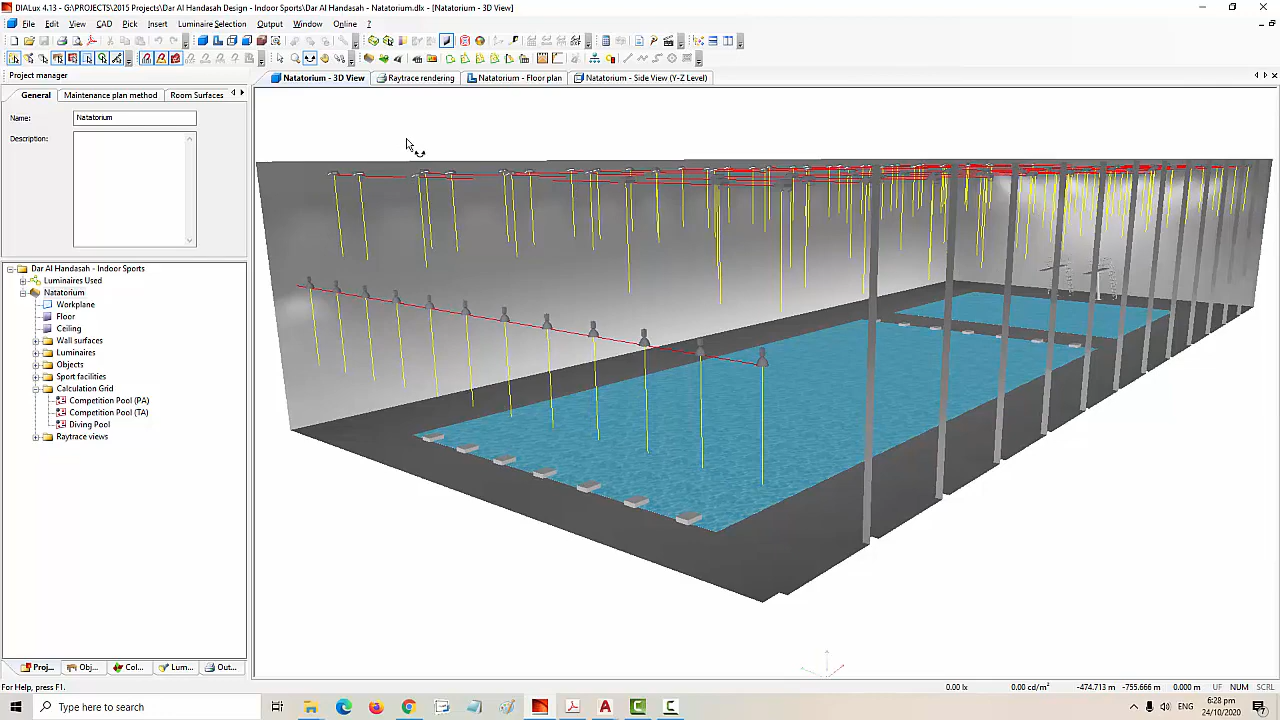 DIALux 4.13 - G:\PROJECTS\2015 Projects\Dar Al Handasah Design - Indoor Sports\Dar Al Handasah - Natatorium.dlx - [Natatorium - 3D View]
File Edit View CAD Pick Insert Luminaire Selection Output Window Online ?
Project manager
Natatorium - 3D View Raytrace rendering Natatorium - Floor plan Natatorium - Side View (Y-Z Level)
General Maintenance plan method Room Surfaces
Name: Natatorium
Description:
Dar Al Handasah - Indoor Sports
Luminaires Used
Natatorium
Workplane
Floor
Ceiling
Wall surfaces
Luminaires
Objects
Sport facilities
Calculation Grid
Competition Pool (PA)
Competition Pool (TA)
Diving Pool
Raytrace views
Proj... Obj... Col... Lum... Out...
For Help, press F1.
0.00 lx 0.00 cd/m² -474.713 m -755.666 m 0.000 m UF NUM SCRL
Type here to search
ENG
6:28 pm
24/10/2020